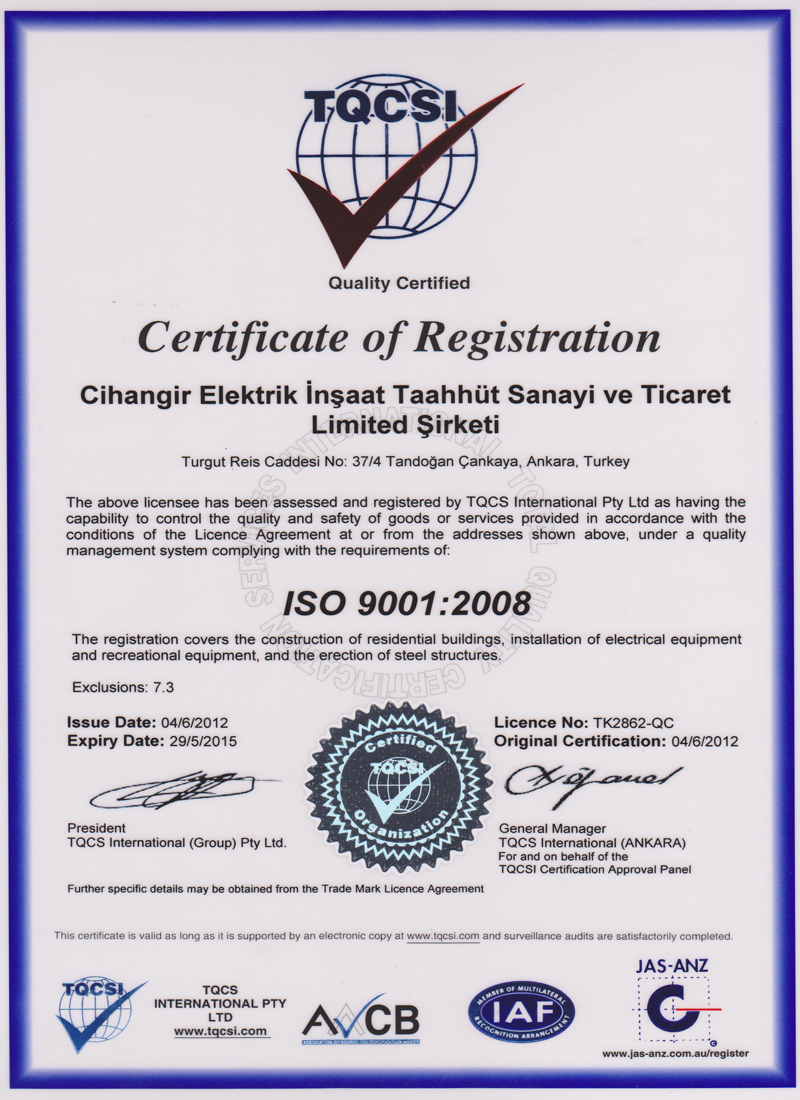 TQCSI
Quality Certified
Certificate of Registration
Cihangir Elektrik İnşaat Taahhüt Sanayi ve Ticaret
Limited Şirketi
Turgut Reis Caddesi No: 37/4 Tandoğan Çankaya, Ankara, Turkey
The above licensee has been assessed and registered by TQCS International Pty Ltd as having the
capability to control the quality and safety of goods or services provided in accordance with the
conditions of the Licence Agreement at or from the addresses shown above, under a quality
management system complying with the requirements of:
TOTAL QUALITY CERTIFICATION SERVICES INTERNATIONAL
ISO 9001:2008
The registration covers the construction of residential buildings, installation of electrical equipment
and recreational equipment, and the erection of steel structures.
Exclusions: 7.3
Issue Date: 04/6/2012
Expiry Date: 29/5/2015
Certified
TQCSI
Organization
Licence No: TK2862-QC
Original Certification: 04/6/2012
President
TQCS International (Group) Pty Ltd.
General Manager
TQCS International (ANKARA)
For and on behalf of the
TQCSI Certification Approval Panel
Further specific details may be obtained from the Trade Mark Licence Agreement
This certificate is valid as long as it is supported by an electronic copy at www.tqcsi.com and surveillance audits are satisfactorily completed.
TQCSI
TQCS
INTERNATIONAL PTY
LTD
www.tqcsi.com
AVCB
MEMBER OF MULTILATERAL
IAF
RECOGNITION ARRANGEMENT
JAS-ANZ
www.jas-anz.com.au/register